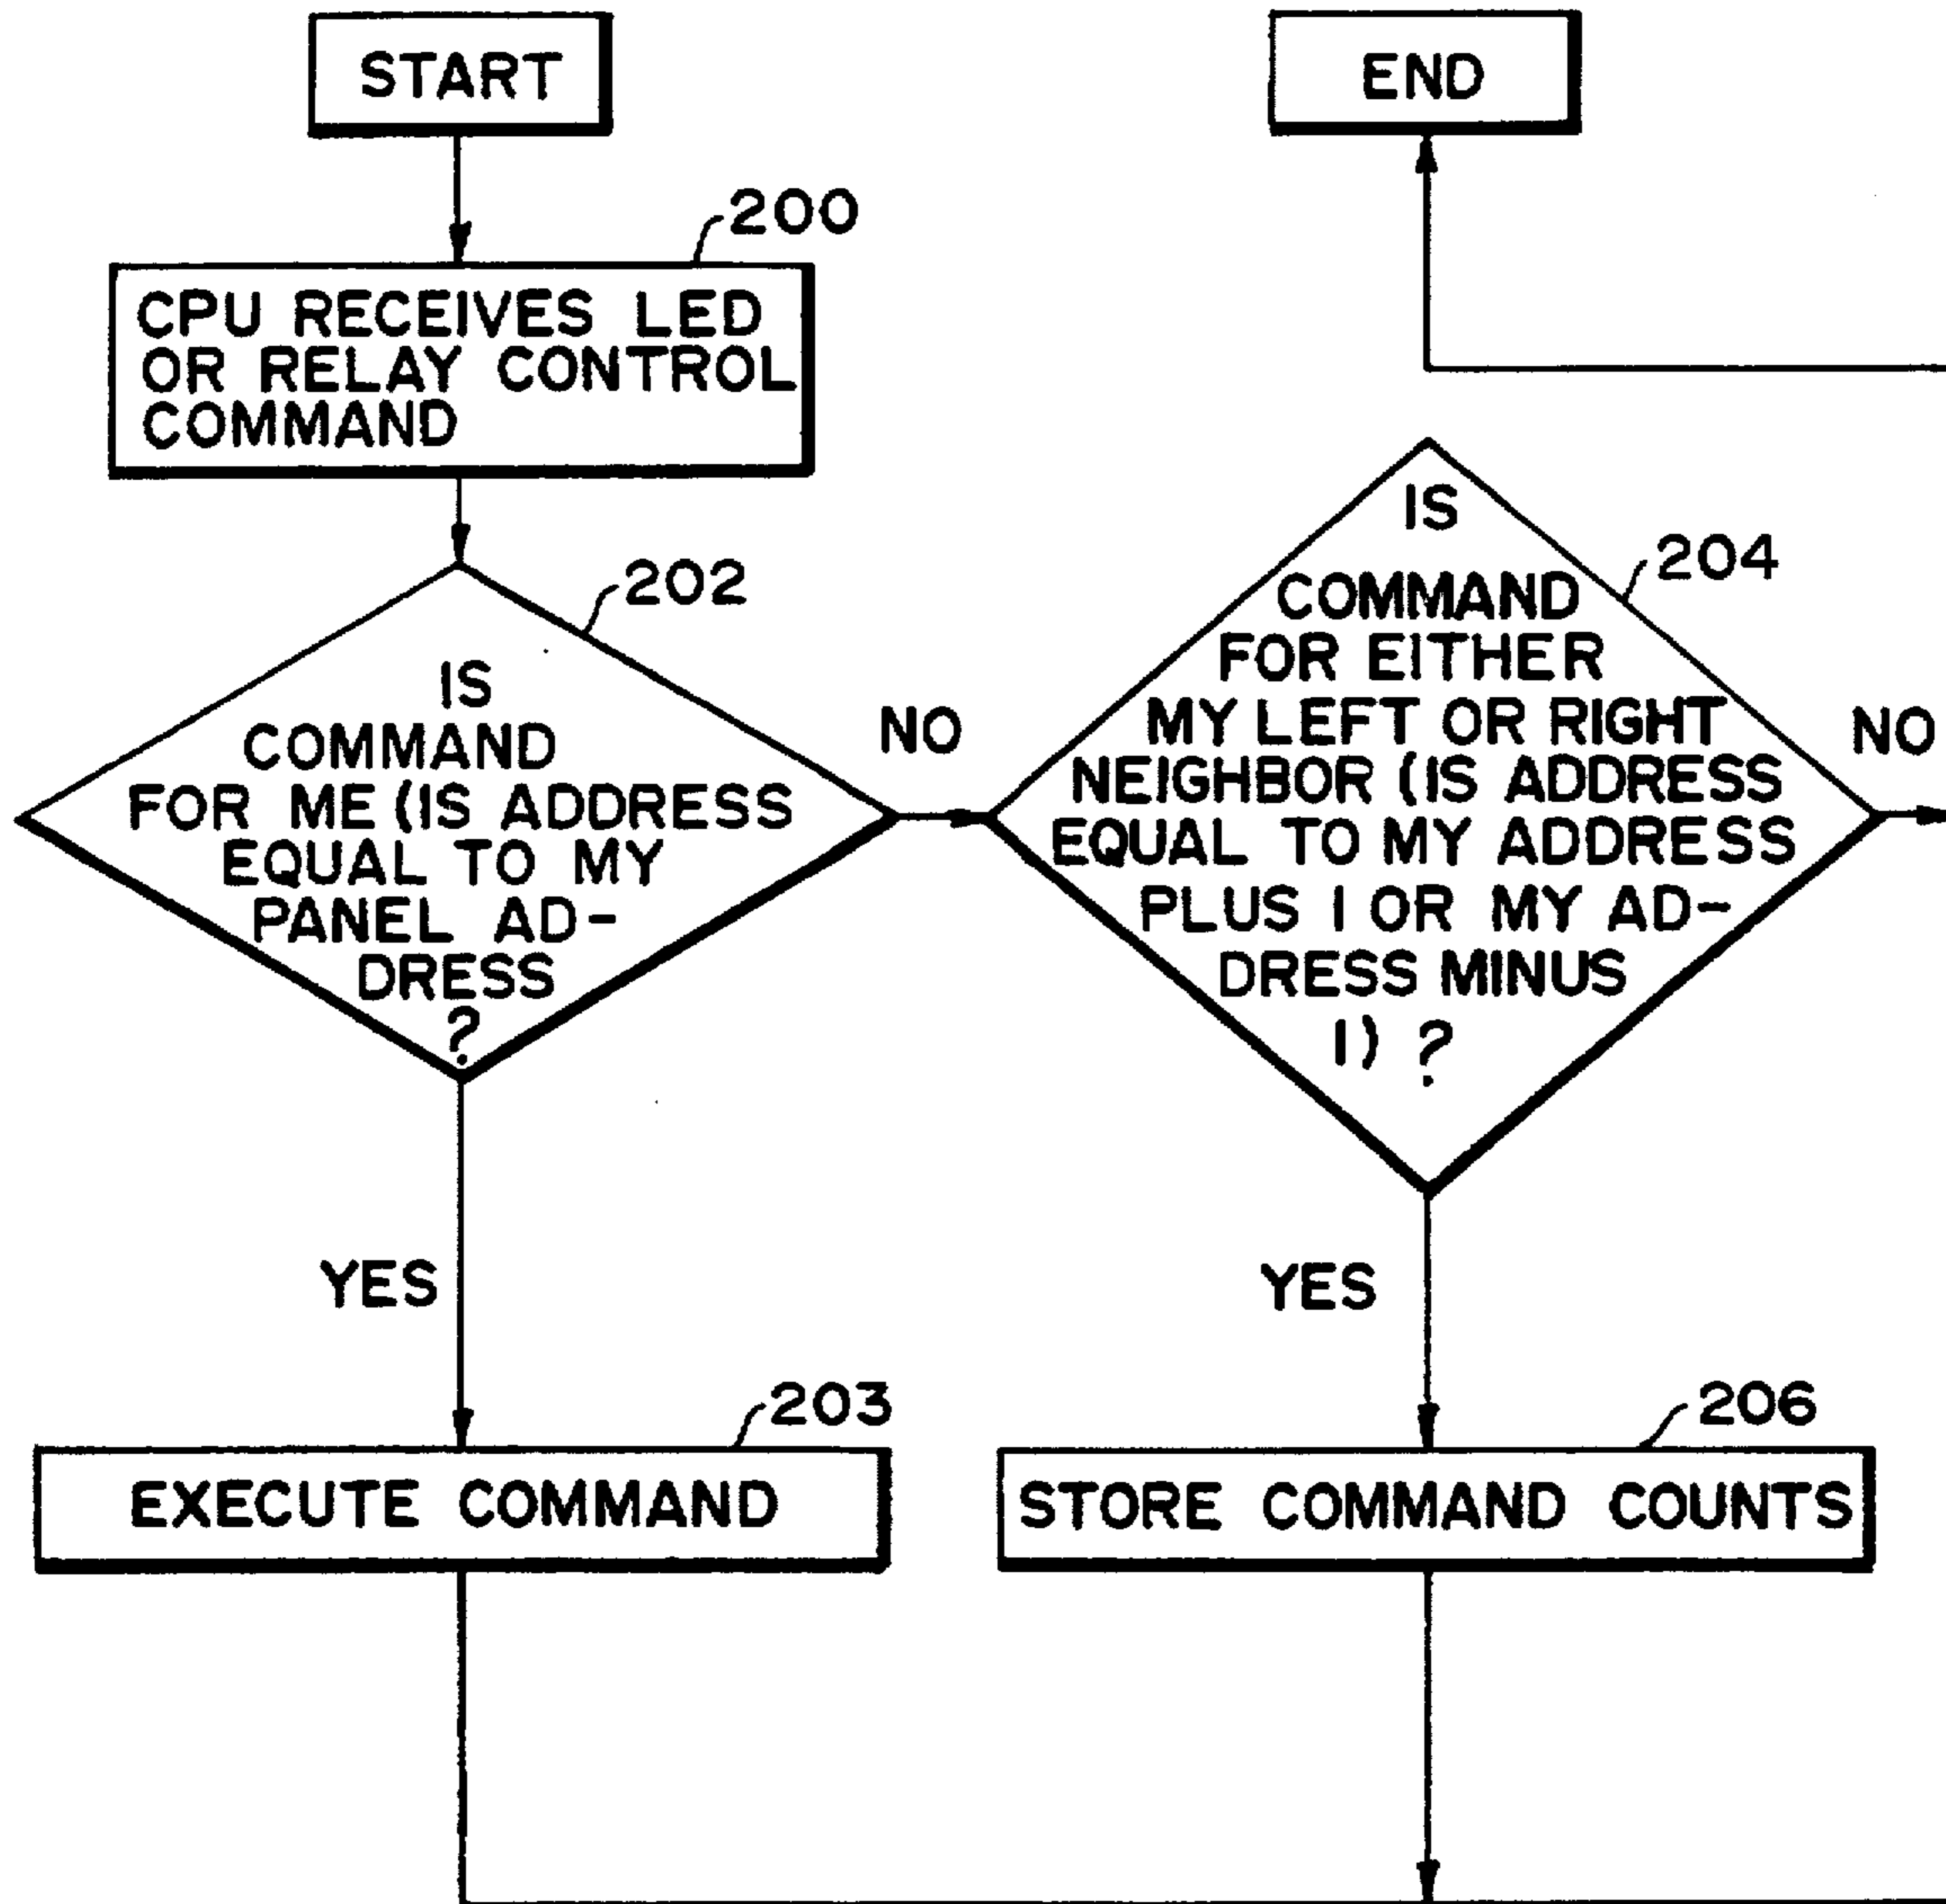 START
200
CPU RECEIVES LED
OR RELAY CONTROL
COMMAND
202
IS
COMMAND
FOR ME (IS ADDRESS
EQUAL TO MY
PANEL AD-
DRESS
?
NO
YES
203
EXECUTE COMMAND
END
204
IS
COMMAND
FOR EITHER
MY LEFT OR RIGHT
NEIGHBOR (IS ADDRESS
EQUAL TO MY ADDRESS
PLUS 1 OR MY AD-
DRESS MINUS
1) ?
NO
YES
206
STORE COMMAND COUNTS